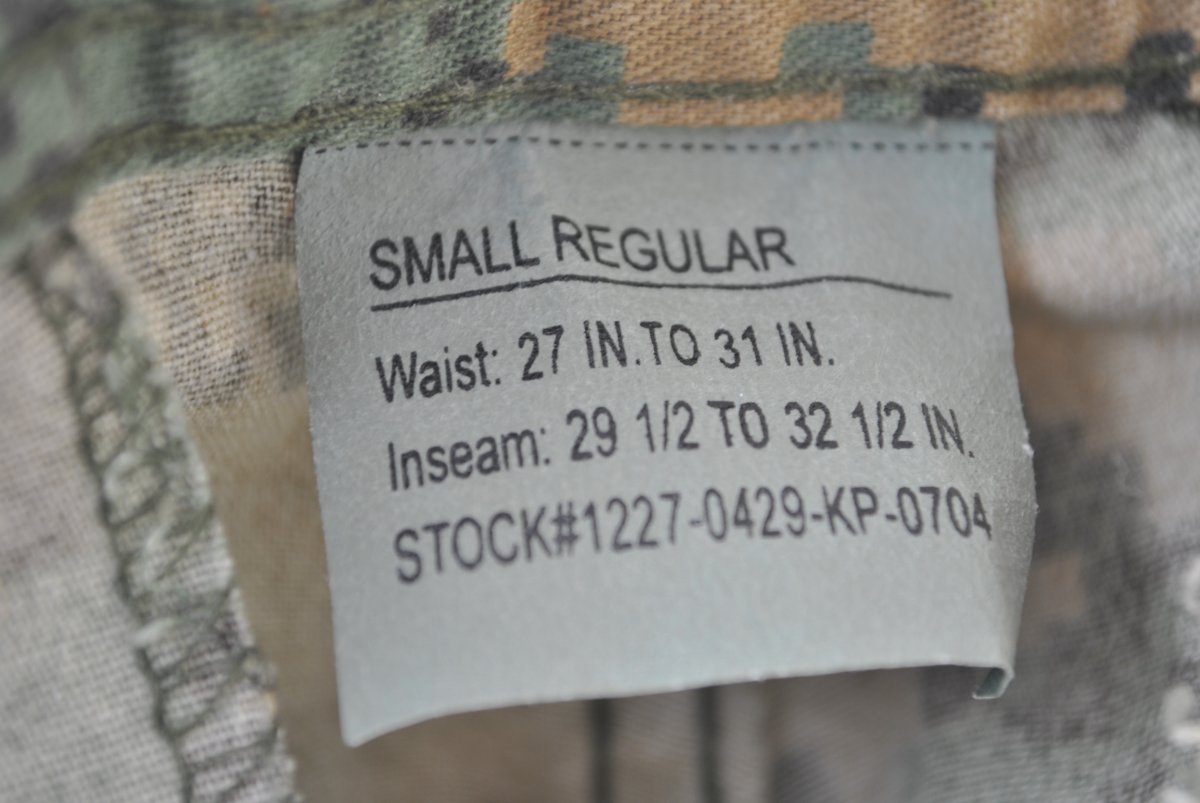 SMALL REGULAR
Waist: 27 IN.TO 31 IN.
Inseam: 29 1/2 TO 32 1/2 IN.
STOCK#1227-0429-KP-0704